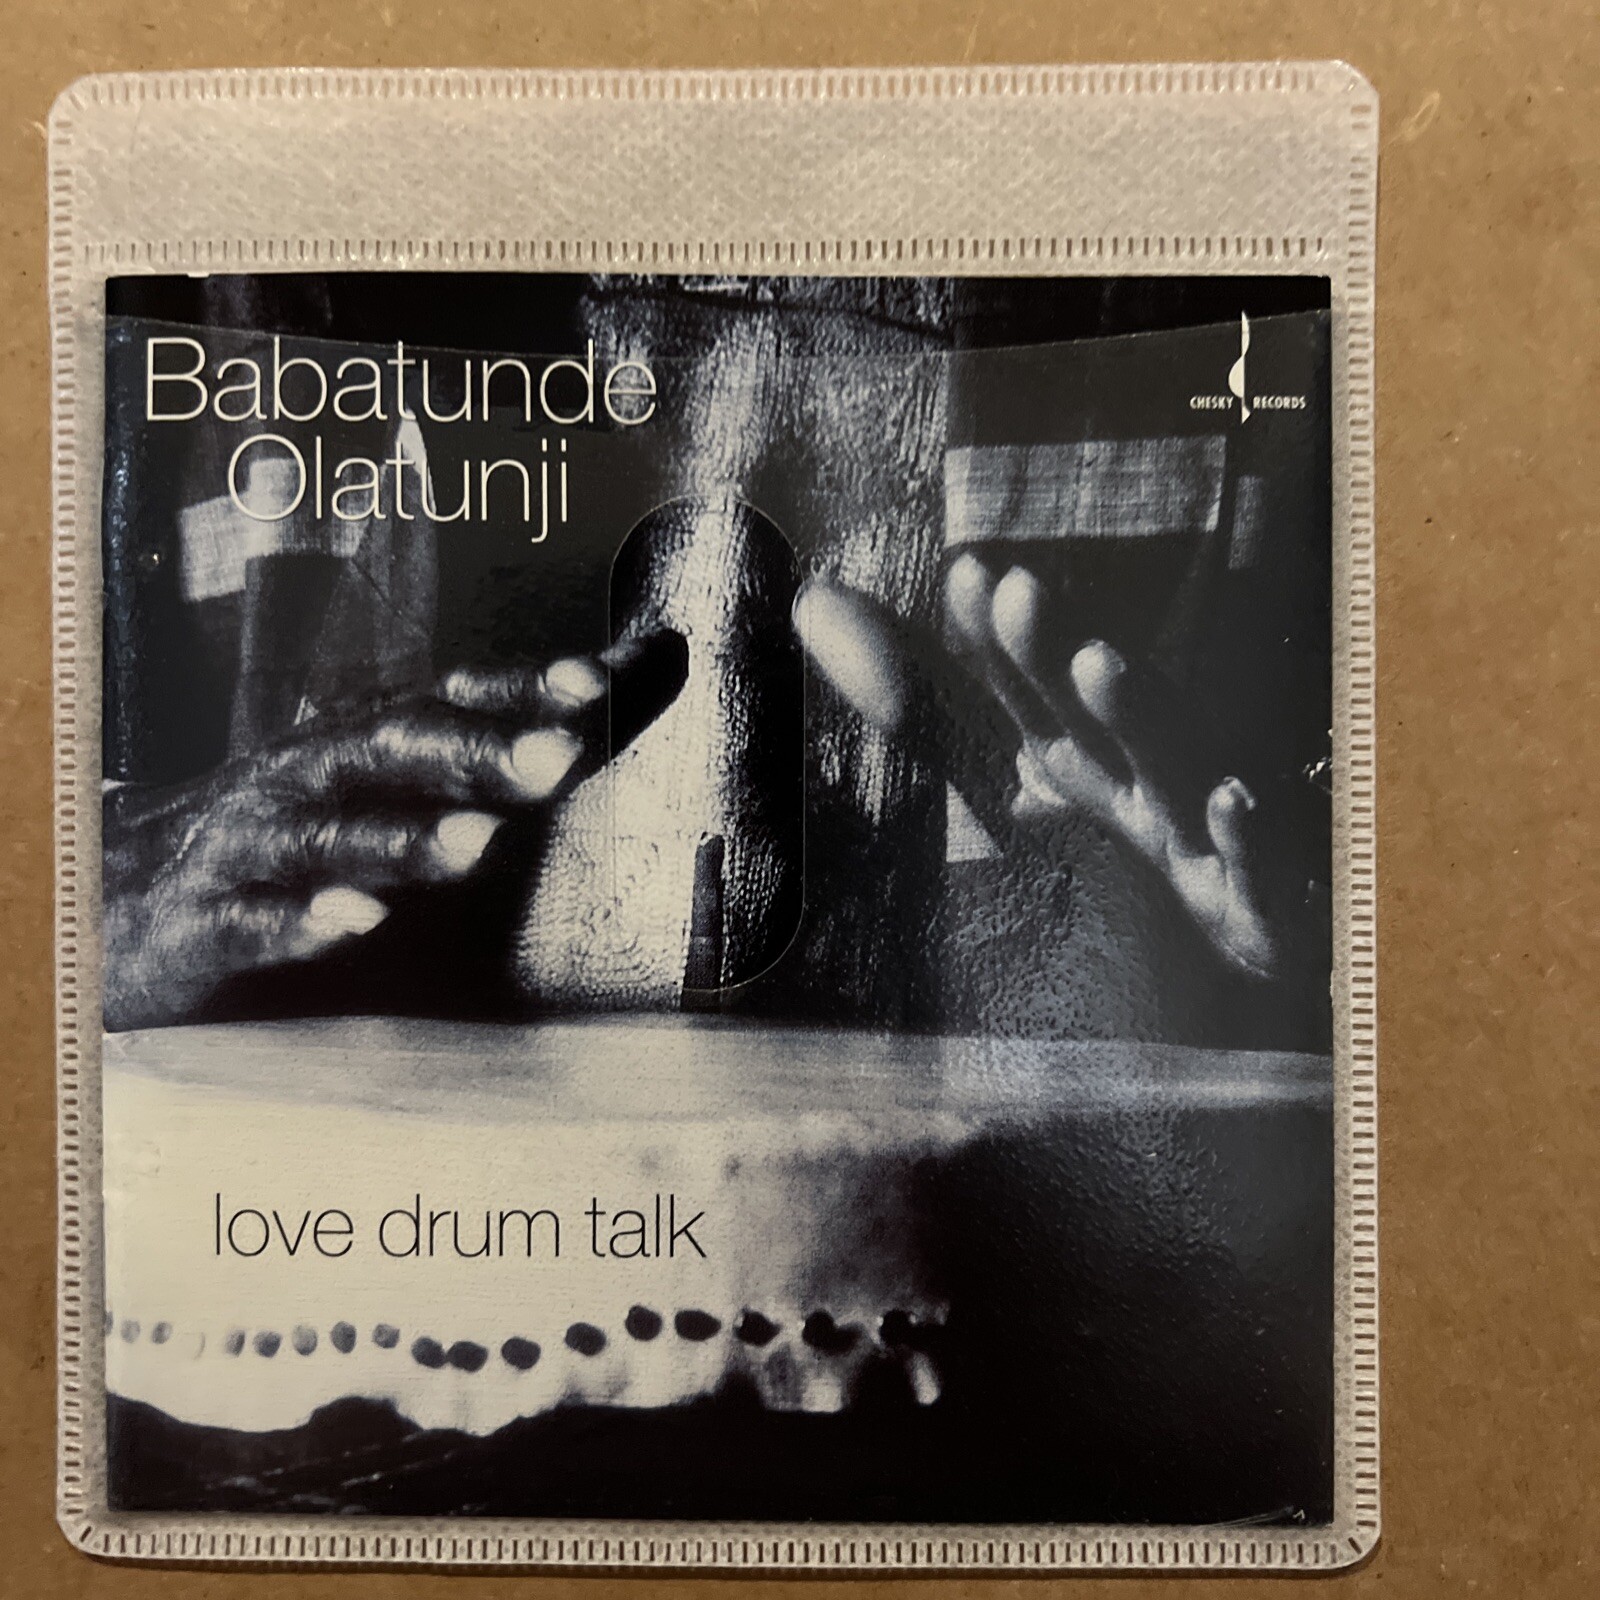 Babatunde
Olatunji
CHESKY RECORDS
love drum talk